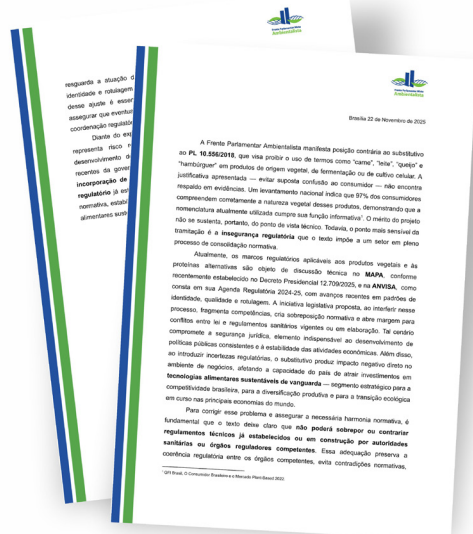 Frente Parlamentar Mista
Ambientalista
resguarda a atuação d
identidade e rotulagem
desse ajuste é essen
assegurar que eventua
coordenação regulatór
Diante do exp
representa risco r
desenvolvimento d
recentes da gover
incorporação de
regulatório já est
normativa, estabil
alimentares sust
Frente Parlamentar Mista
Ambientalista
Brasília 22 de Novembro de 2025
A Frente Parlamentar Ambientalista manifesta posição contrária ao substitutivo
ao PL 10.556/2018, que visa proibir o uso de termos como "carne", "leite", "queijo" e
"hambúrguer" em produtos de origem vegetal, de fermentação ou de cultivo celular. A
justificativa apresentada — evitar suposta confusão ao consumidor — não encontra
respaldo em evidências. Um levantamento nacional indica que 97% dos consumidores
compreendem corretamente a natureza vegetal desses produtos, demonstrando que a
nomenclatura atualmente utilizada cumpre sua função informativa¹. O mérito do projeto
não se sustenta, portanto, do ponto de vista técnico. Todavia, o ponto mais sensível da
tramitação é a insegurança regulatória que o texto impõe a um setor em pleno
processo de consolidação normativa.
Atualmente, os marcos regulatórios aplicáveis aos produtos vegetais e às
proteínas alternativas são objeto de discussão técnica no MAPA, conforme
recentemente estabelecido no Decreto Presidencial 12.709/2025, e na ANVISA, como
consta em sua Agenda Regulatória 2024-25, com avanços recentes em padrões de
identidade, qualidade e rotulagem. A iniciativa legislativa proposta, ao interferir nesse
processo, fragmenta competências, cria sobreposição normativa e abre margem para
conflitos entre lei e regulamentos sanitários vigentes ou em elaboração. Tal cenário
compromete a segurança jurídica, elemento indispensável ao desenvolvimento de
políticas públicas consistentes e à estabilidade das atividades econômicas. Além disso,
ao introduzir incertezas regulatórias, o substitutivo produz impacto negativo direto no
ambiente de negócios, afetando a capacidade do país de atrair investimentos em
tecnologias alimentares sustentáveis de vanguarda — segmento estratégico para a
competitividade brasileira, para a diversificação produtiva e para a transição ecológica
em curso nas principais economias do mundo.
Para corrigir esse problema e assegurar a necessária harmonia normativa, é
fundamental que o texto deixe claro que não poderá sobrepor ou contrariar
regulamentos técnicos já estabelecidos ou em construção por autoridades
sanitárias ou órgãos reguladores competentes. Essa adequação preserva a
coerência regulatória entre os órgãos competentes, evita contradições normativas,
¹ GFI Brasil, O Consumidor Brasileiro e o Mercado Plant-Based 2022.